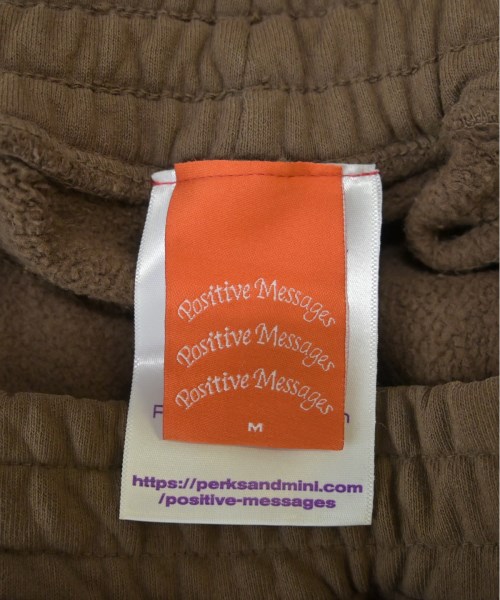 Positive Messages
Positive Messages
Positive Messages
M
https://perksandmini.com
/positive-messages